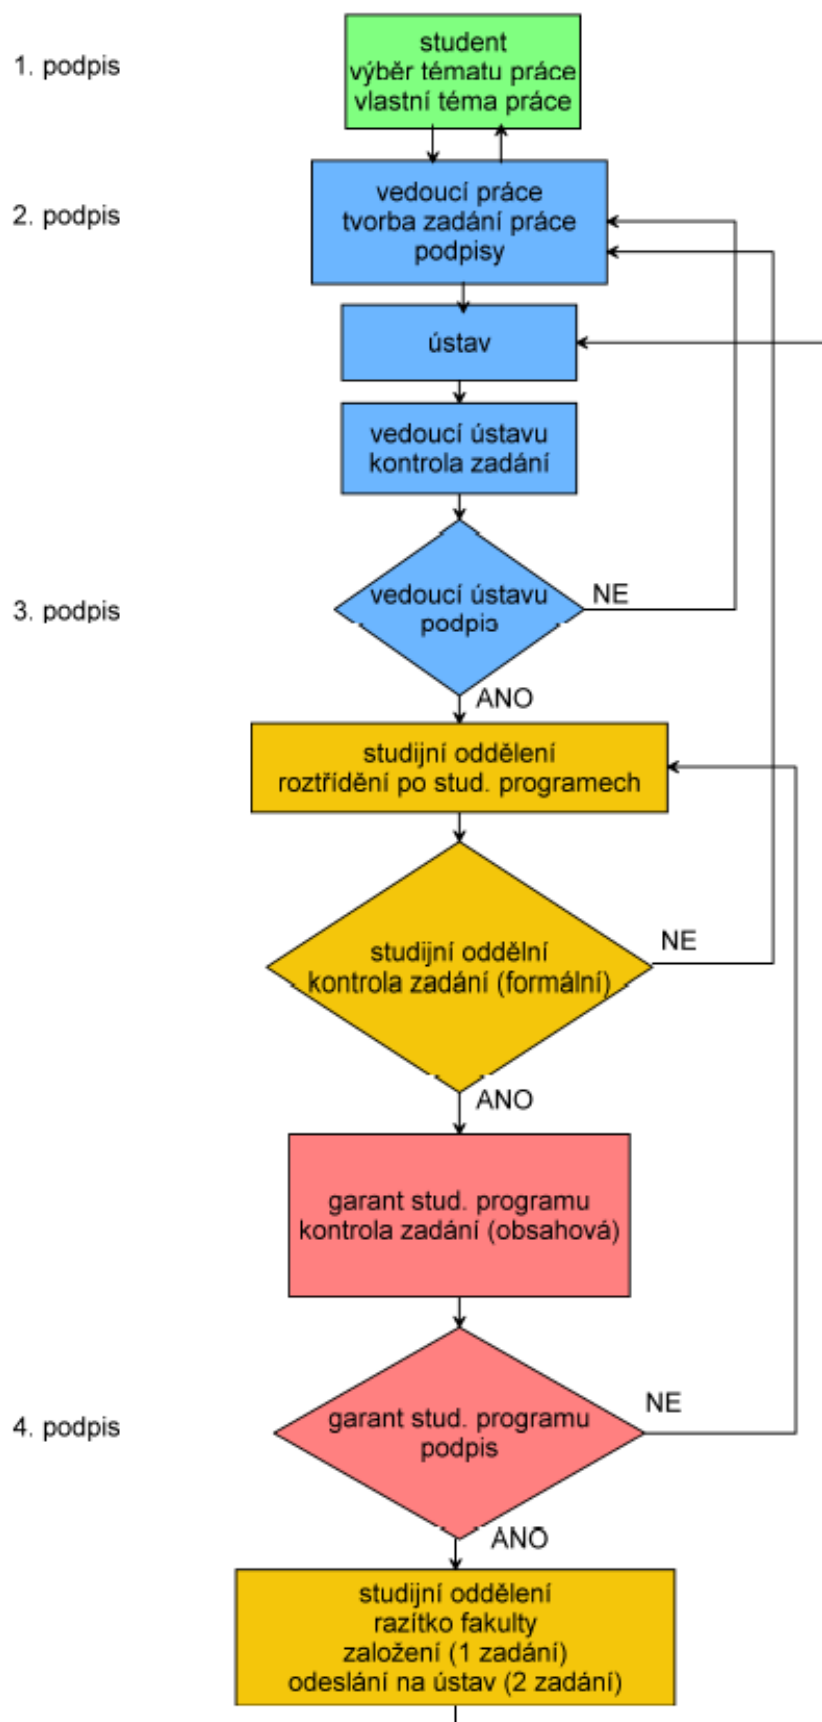 1. podpis
student
výběr tématu práce
vlastní téma práce
2. podpis
vedoucí práce
tvorba zadání práce
podpisy
ústav
vedoucí ústavu
kontrola zadání
3. podpis
vedoucí ústavu
podpis
NE
ANO
studijní oddělení
roztřídění po stud. programech
studijní oddělní
kontrola zadání (formální)
NE
ANO
garant stud. programu
kontrola zadání (obsahová)
4. podpis
garant stud. programu
podpis
NE
ANO
studijní oddělení
razítko fakulty
založení (1 zadání)
odeslání na ústav (2 zadání)